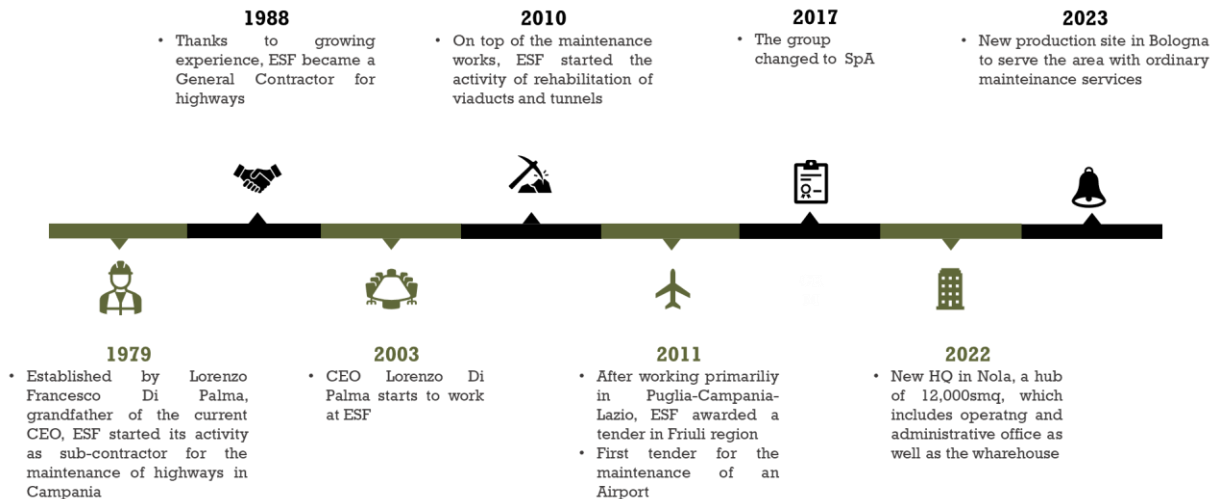 1988
• Thanks to growing
experience, ESF became a
General Contractor for
highways
2010
• On top of the maintenance
works, ESF started the
activity of rehabilitation of
viaducts and tunnels
2017
• The group
changed to SpA
2023
• New production site in Bologna
to serve the area with ordinary
mainteinance services
1979
• Established by Lorenzo
Francesco Di Palma,
grandfather of the current
CEO, ESF started its activity
as sub-contractor for the
maintenance of highways in
Campania
2003
• CEO Lorenzo Di
Palma starts to work
at ESF
2011
• After working primariliy
in Puglia-Campania-
Lazio, ESF awarded a
tender in Friuli region
• First tender for the
maintenance of an
Airport
2022
• New HQ in Nola, a hub
of 12,000smq, which
includes operatng and
administrative office as
well as the wharehouse